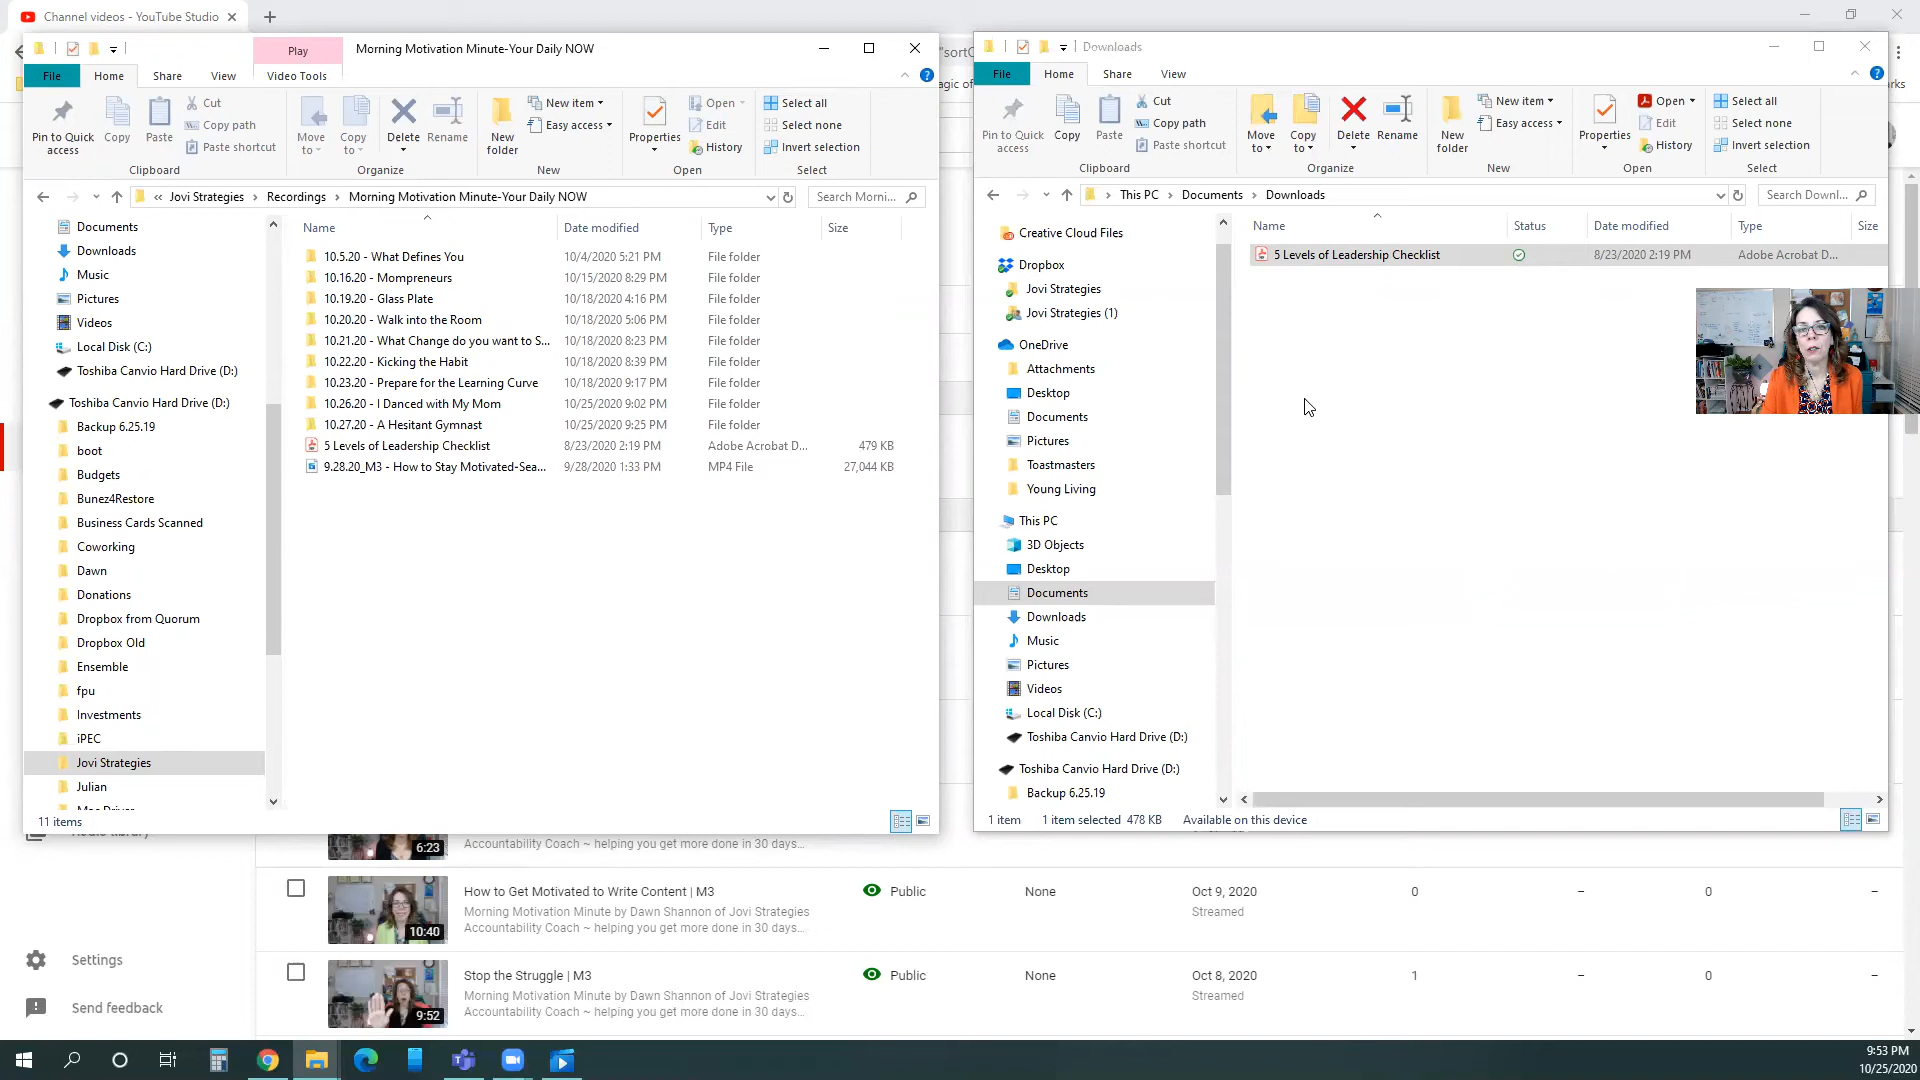 Channel videos - YouTube Studio
Play
Morning Motivation Minute-Your Daily NOW
File
Home
Share
View
Video Tools
Pin to Quick access
Copy
Paste
Cut
Copy path
Paste shortcut
Clipboard
Move to
Copy to
Delete
Rename
Organize
New folder
New item
Easy access
New
Properties
Open
Edit
History
Open
Select all
Select none
Invert selection
Select
« Jovi Strategies > Recordings > Morning Motivation Minute-Your Daily NOW
Search Morni...
Documents
Downloads
Music
Pictures
Videos
Local Disk (C:)
Toshiba Canvio Hard Drive (D:)
Toshiba Canvio Hard Drive (D:)
Backup 6.25.19
boot
Budgets
Bunez4Restore
Business Cards Scanned
Coworking
Dawn
Donations
Dropbox from Quorum
Dropbox Old
Ensemble
fpu
Investments
iPEC
Jovi Strategies
Julian
Name Date modified Type Size
10.5.20 - What Defines You 10/4/2020 5:21 PM File folder
10.16.20 - Mompreneurs 10/15/2020 8:29 PM File folder
10.19.20 - Glass Plate 10/18/2020 4:16 PM File folder
10.20.20 - Walk into the Room 10/18/2020 5:06 PM File folder
10.21.20 - What Change do you want to S... 10/18/2020 8:23 PM File folder
10.22.20 - Kicking the Habit 10/18/2020 8:39 PM File folder
10.23.20 - Prepare for the Learning Curve 10/18/2020 9:17 PM File folder
10.26.20 - I Danced with My Mom 10/25/2020 9:02 PM File folder
10.27.20 - A Hesitant Gymnast 10/25/2020 9:25 PM File folder
5 Levels of Leadership Checklist 8/23/2020 2:19 PM Adobe Acrobat D... 479 KB
9.28.20_M3 - How to Stay Motivated-Sea... 9/28/2020 1:33 PM MP4 File 27,044 KB
11 items
"sortO
agic of
rks
Downloads
File
Home
Share
View
Pin to Quick access
Copy
Paste
Cut
Copy path
Paste shortcut
Clipboard
Move to
Copy to
Delete
Rename
Organize
New folder
New item
Easy access
New
Properties
Open
Edit
History
Open
Select all
Select none
Invert selection
Select
> This PC > Documents > Downloads
Search Downl...
Creative Cloud Files
Dropbox
Jovi Strategies
Jovi Strategies (1)
OneDrive
Attachments
Desktop
Documents
Pictures
Toastmasters
Young Living
This PC
3D Objects
Desktop
Documents
Downloads
Music
Pictures
Videos
Local Disk (C:)
Toshiba Canvio Hard Drive (D:)
Toshiba Canvio Hard Drive (D:)
Backup 6.25.19
Name Status Date modified Type Size
5 Levels of Leadership Checklist 8/23/2020 2:19 PM Adobe Acrobat D...
1 item 1 item selected 478 KB Available on this device
6:23
Accountability Coach ~ helping you get more done in 30 days...
10:40
How to Get Motivated to Write Content | M3 Public None Oct 9, 2020 0 – 0 –
Morning Motivation Minute by Dawn Shannon of Jovi Strategies Streamed
Accountability Coach ~ helping you get more done in 30 days...
9:52
Stop the Struggle | M3 Public None Oct 8, 2020 1 – 0 –
Morning Motivation Minute by Dawn Shannon of Jovi Strategies Streamed
Accountability Coach ~ helping you get more done in 30 days...
Settings
Send feedback
9:53 PM
10/25/2020